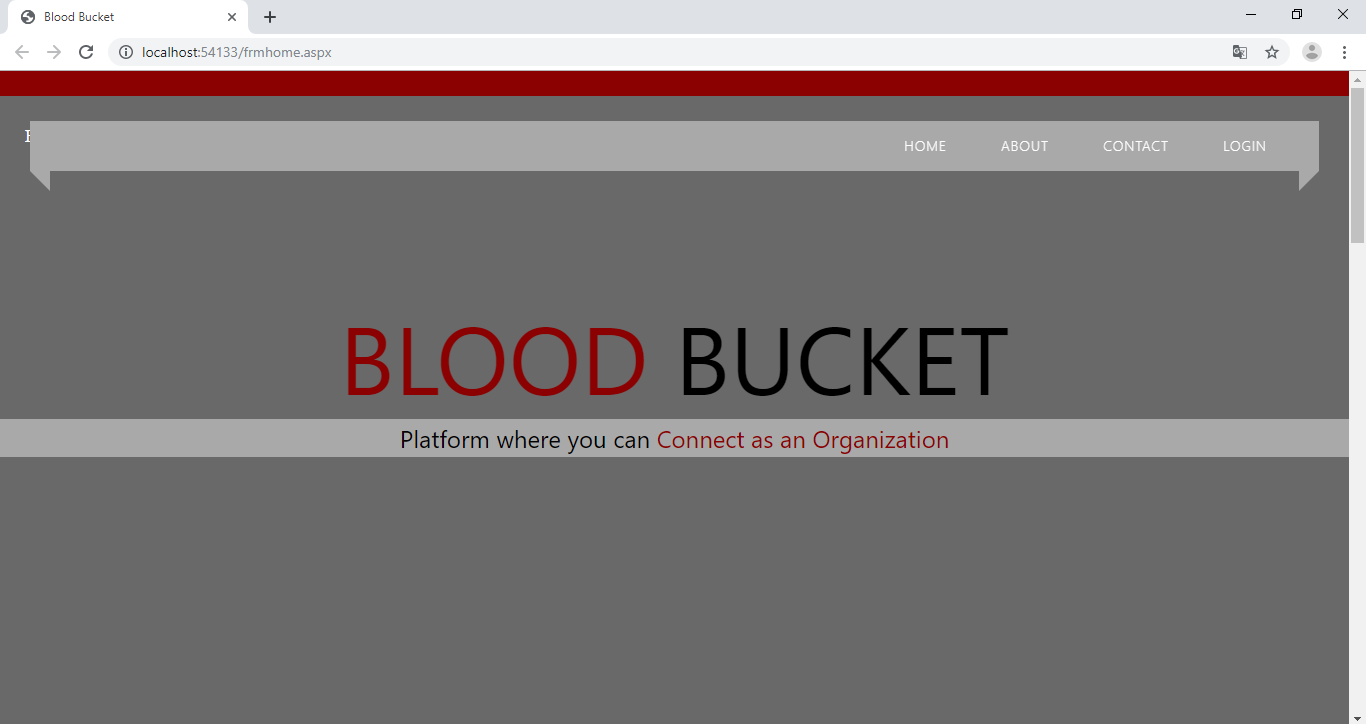 Blood Bucket
localhost:54133/frmhome.aspx
HOME ABOUT CONTACT LOGIN
BLOOD BUCKET
Platform where you can Connect as an Organization